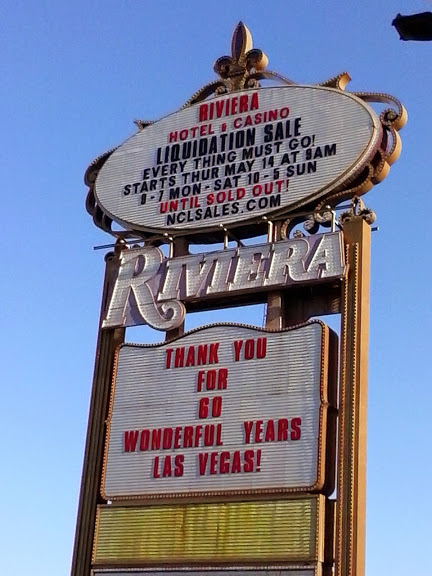 RIVIERA
HOTEL & CASINO
LIQUIDATION SALE
EVERY THING MUST GO!
STARTS THUR MAY 14 AT 9AM
9-7 MON-SAT 10-5 SUN
UNTIL SOLD OUT!
NCLSALES.COM
RIVIERA
THANK YOU
FOR
60
WONDERFUL YEARS
LAS VEGAS!